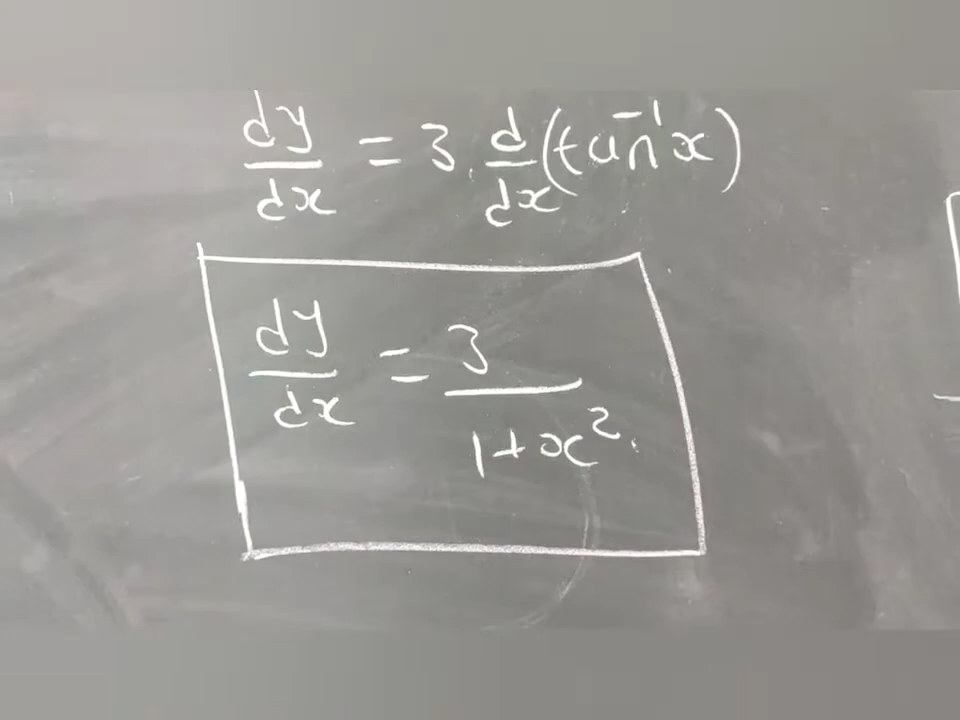 dy/dx = 3. d/dx (tan⁻¹x)
dy/dx = 3/1+x².